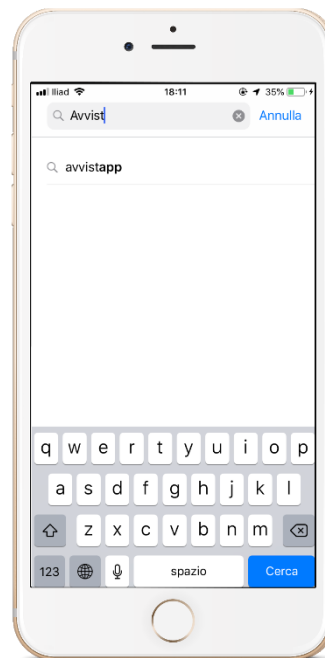 Iliad 18:11 35%
Avvist Annulla
avvistapp
q w e r t y u i o p
a s d f g h j k l
z x c v b n m
123 spazio Cerca